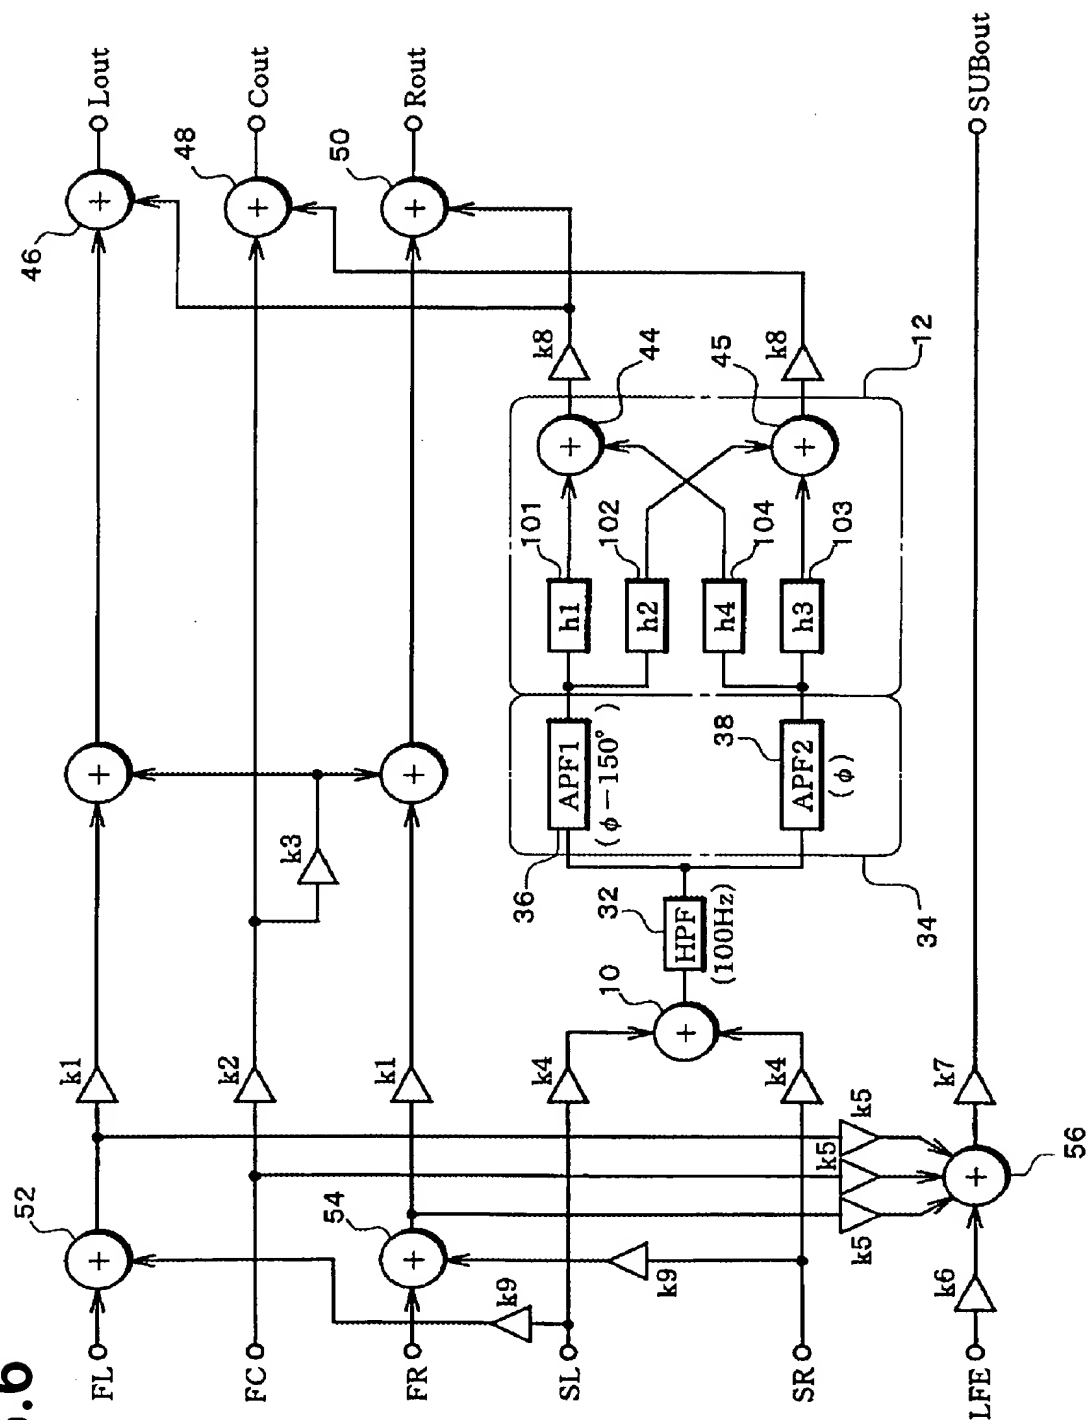 .6
FL
52
k1
46
Lout
FC
k2
k3
48
Cout
FR
54
k1
50
Rout
SL
k9
k4
10
32
HPF
(100Hz)
36
APF1
(φ−150°)
38
APF2
(φ)
34
101
h1
102
h2
104
h4
103
h3
44
45
k8
k8
12
SR
k9
k4
k5
k5
k5
LFE
k6
56
k7
SUBout